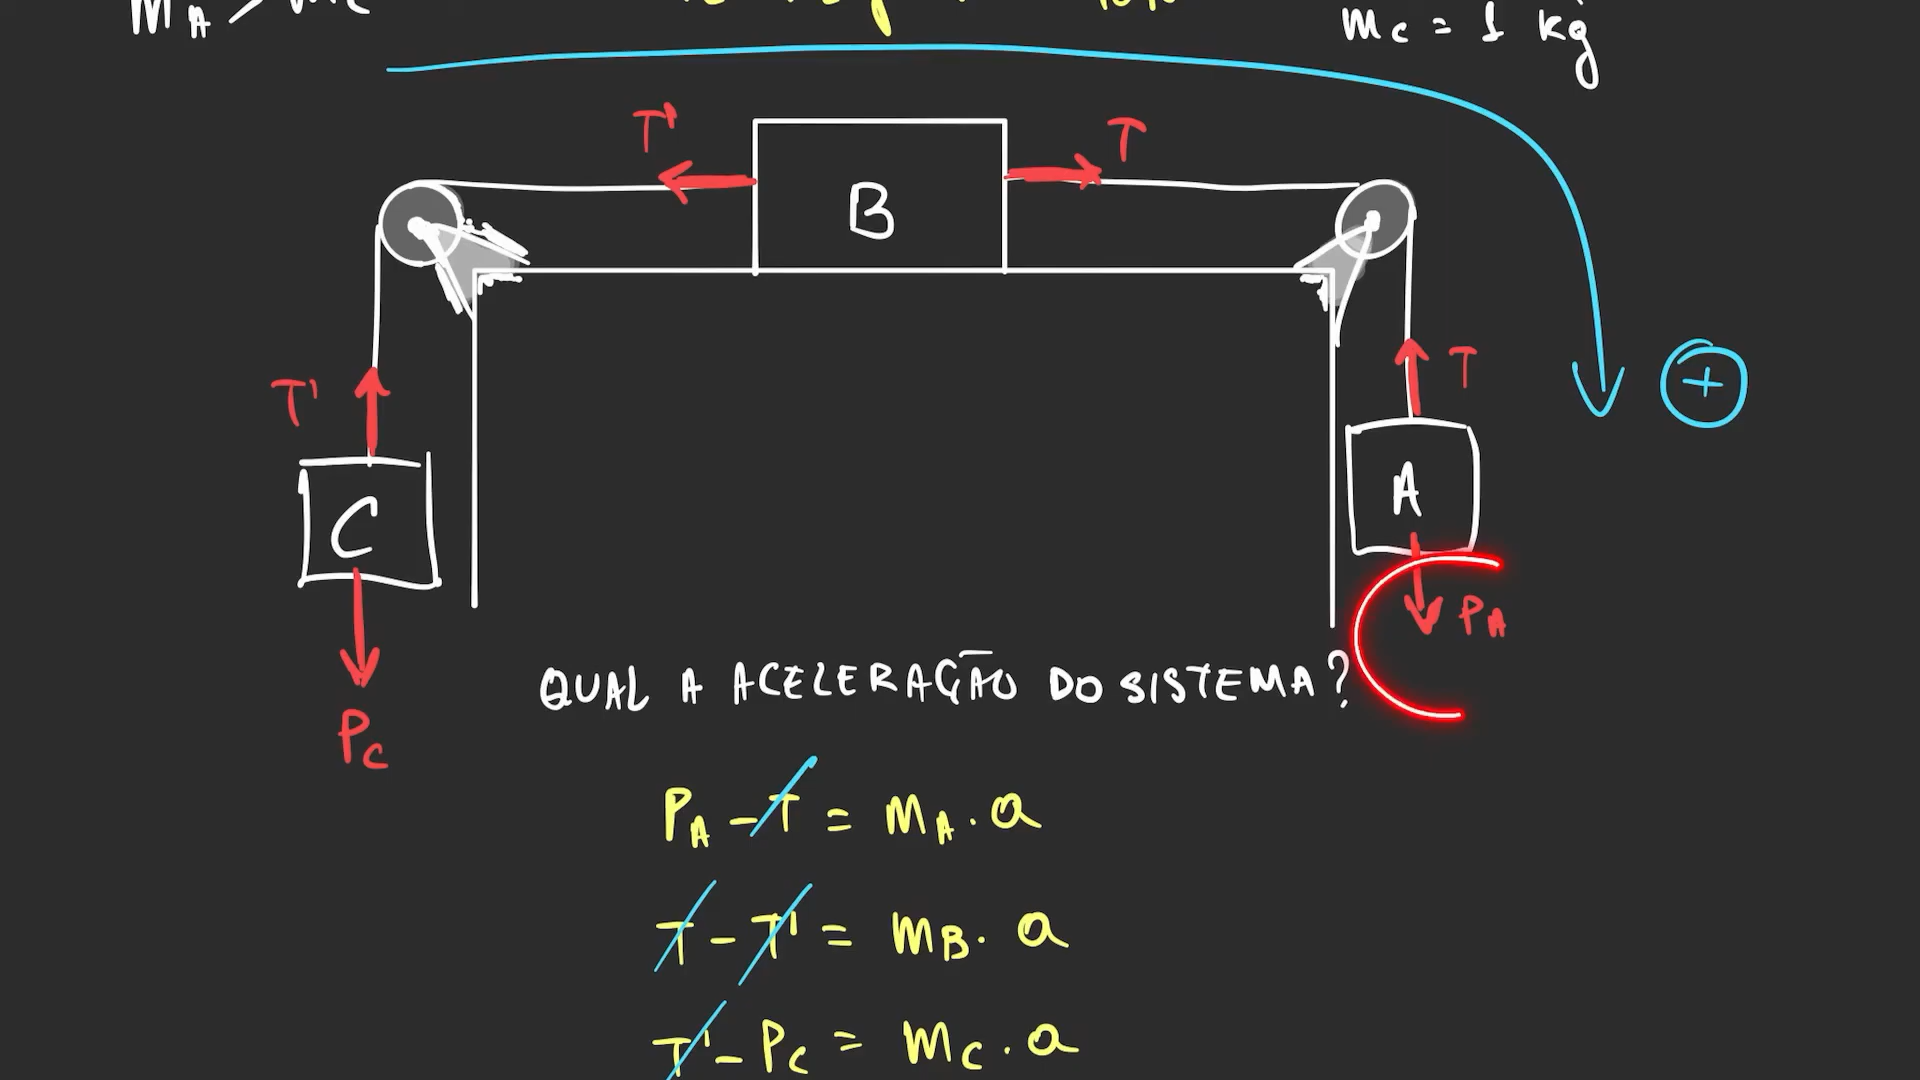 mC = 1 kg
T' T
B
T' T
C A
PA
QUAL A ACELERAÇÃO DO SISTEMA?
PC
PA - T = mA . a
T - T' = mB . a
T' - PC = mC . a
+